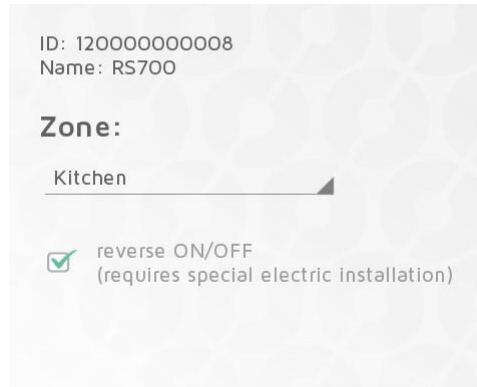 ID: 120000000008
Name: RS700
Zone:
Kitchen
reverse ON/OFF
(requires special electric installation)